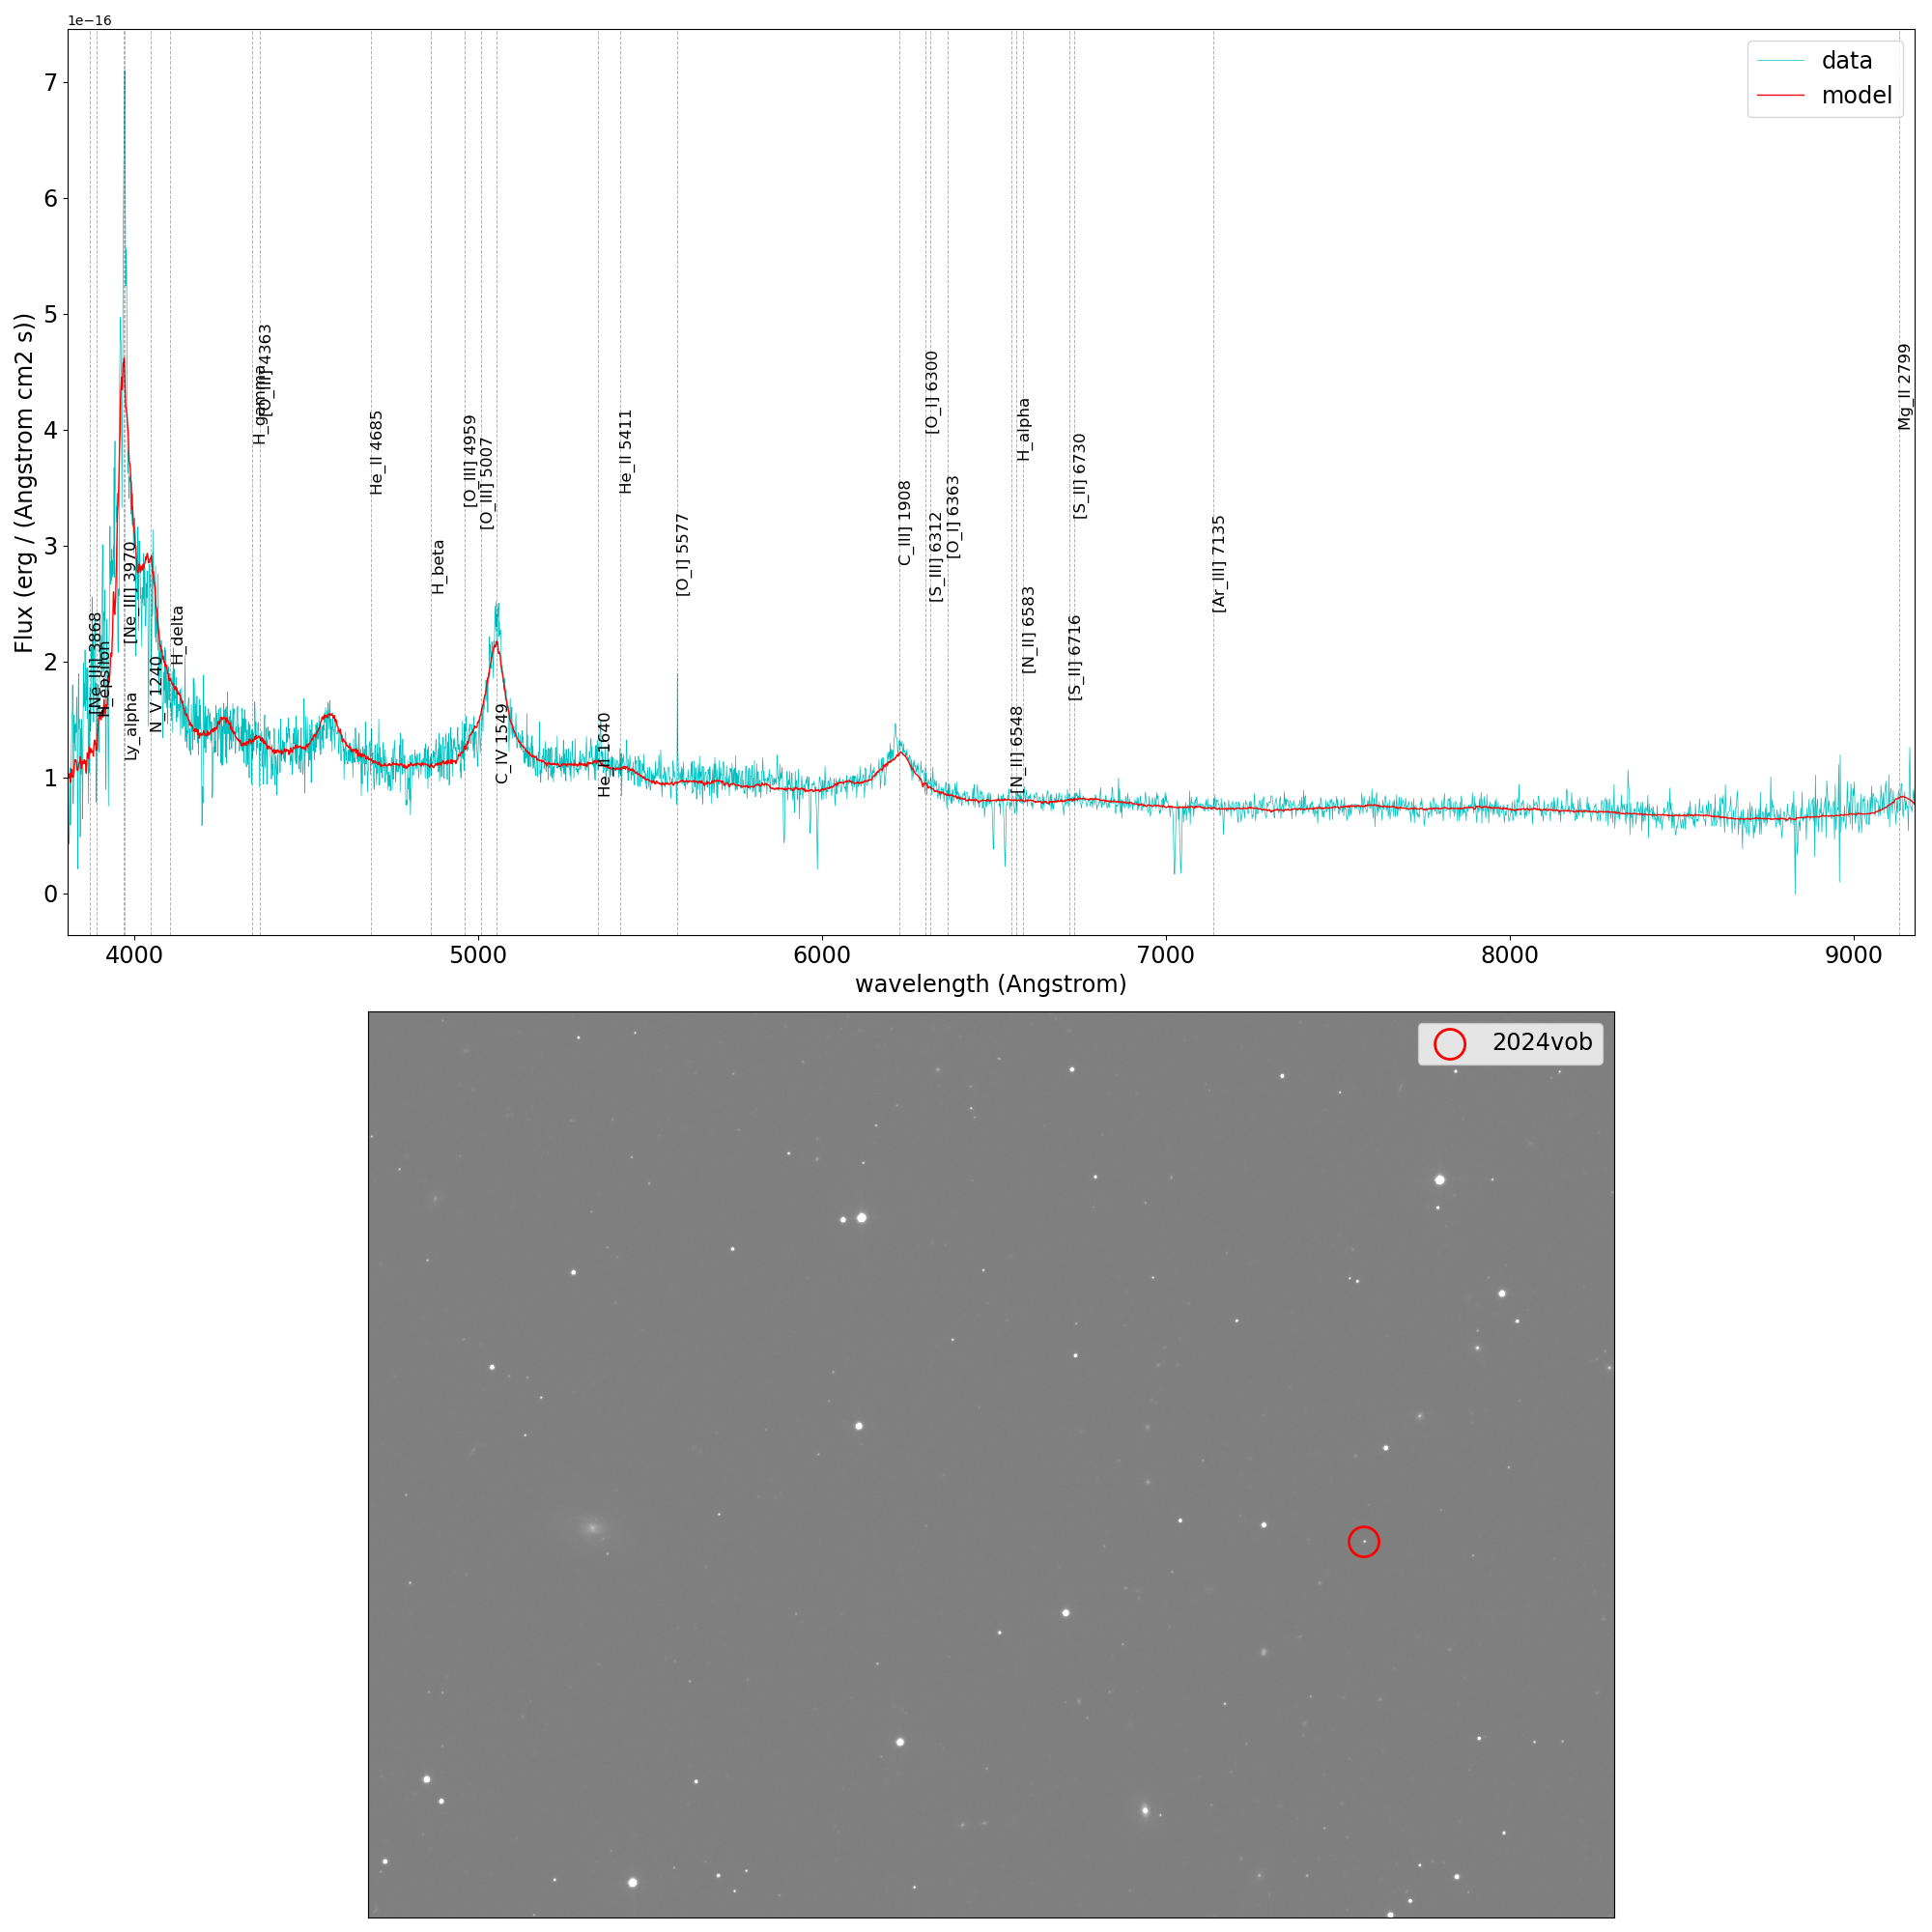 1e−16
data
model
7
6
5
4
3
2
1
0
Flux (erg / (Angstrom cm2 s))
[Ne_III] 3868
H_epsilon
Ly_alpha
[Ne_III] 3970
N_V 1240
H_delta
H_gamma
[O_III] 4363
He_II 4685
H_beta
[O_III] 4959
[O_III] 5007
C_IV 1549
He_II 1640
He_II 5411
[O_I] 5577
C_III] 1908
[O_I] 6300
[S_III] 6312
[O_I] 6363
[N_II] 6548
H_alpha
[N_II] 6583
[S_II] 6716
[S_II] 6730
[Ar_III] 7135
Mg_II 2799
4000 5000 6000 7000 8000 9000
wavelength (Angstrom)
2024vob